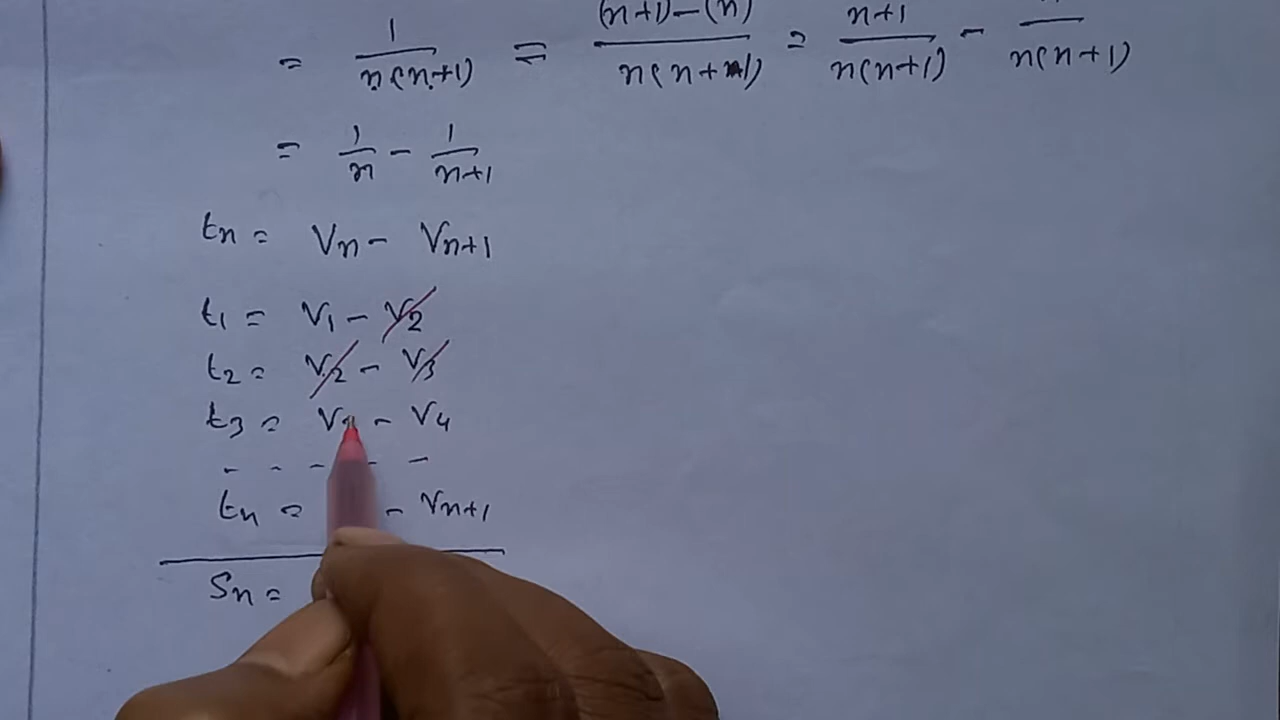 = 1/n(n+1) = (n+1)-(n)/n(n+1) = n+1/n(n+1) - /n(n+1)
= 1/n - 1/n+1
tn = Vn - Vn+1
t1 = V1 - V2
t2 = V2 - V3
t3 = V - V4
- - - - -
tn = - Vn+1
Sn =